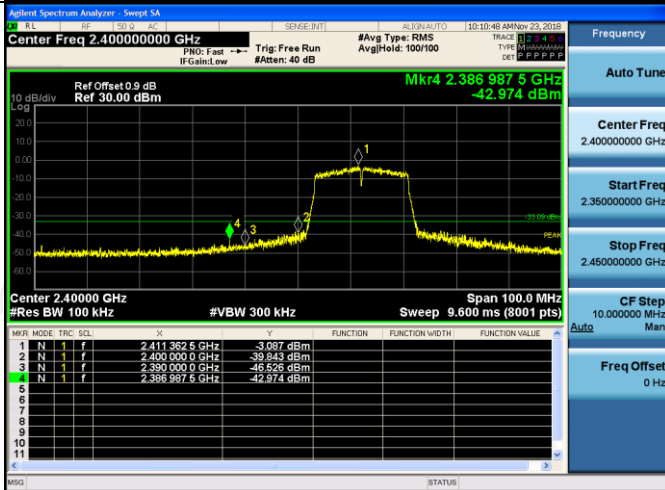 Agilent Spectrum Analyzer - Swept SA
RL RF 50 Ω AC SENSE:INT ALIGN AUTO 10:10:48 AM Nov 23, 2018
Center Freq 2.400000000 GHz
PNO: Fast
IFGain:Low
Trig: Free Run
#Atten: 40 dB
#Avg Type: RMS
Avg|Hold: 100/100
TRACE 1 2 3 4 5 6
TYPE M
DET P P P P P P
Ref Offset 0.9 dB
Ref 30.00 dBm
10 dB/div
Log
Mkr4 2.386 987 5 GHz
-42.974 dBm
20.0
10.0
0.00
-10.0
-20.0
-30.0
-40.0
-50.0
-60.0
1
2
3
4
-33.09 dBm
PEAK
Center 2.40000 GHz
#Res BW 100 kHz
#VBW 300 kHz
Span 100.0 MHz
Sweep 9.600 ms (8001 pts)
MKR MODE TRC SCL X Y FUNCTION FUNCTION WIDTH FUNCTION VALUE
1 N 1 f 2.411 362 5 GHz -3.087 dBm
2 N 1 f 2.400 000 0 GHz -39.843 dBm
3 N 1 f 2.390 000 0 GHz -46.526 dBm
4 N 1 f 2.386 987 5 GHz -42.974 dBm
5
6
7
8
9
10
11
MSG
STATUS
Frequency
Auto Tune
Center Freq
2.400000000 GHz
Start Freq
2.350000000 GHz
Stop Freq
2.450000000 GHz
CF Step
10.000000 MHz
Auto Man
Freq Offset
0 Hz